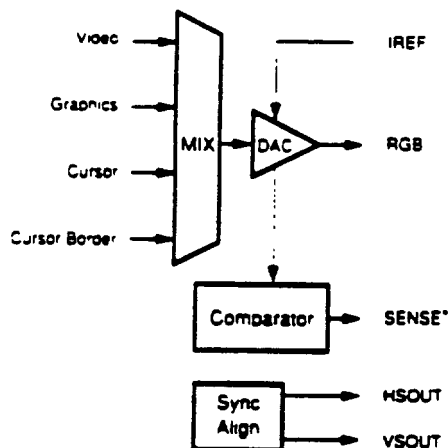 Video
IREF
Graphics
MIX
DAC
RGB
Cursor
Cursor Border
Comparator
SENSE*
HSOUT
Sync
Align
VSOUT